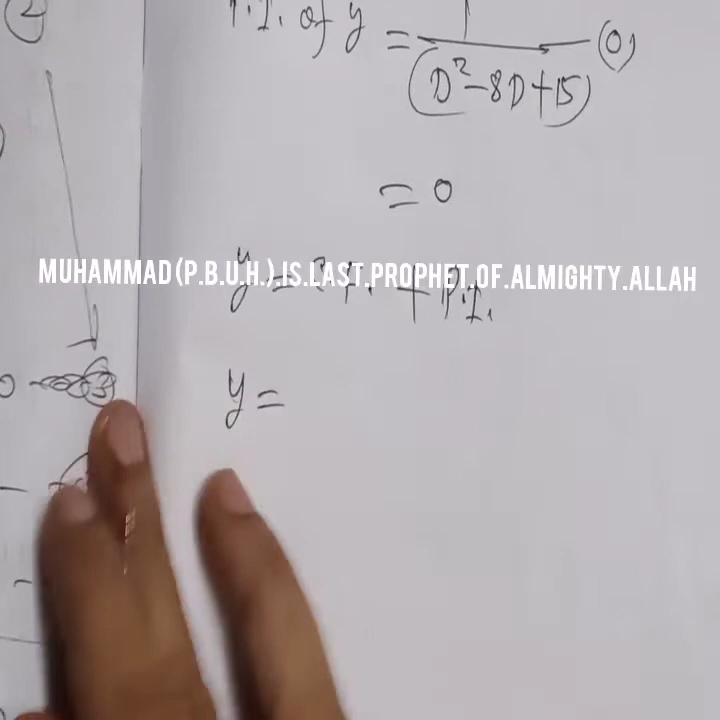 P.I. of y = 1/(D²-8D+15) (0)
= 0
MUHAMMAD(P.B.U.H.).IS.LAST.PROPHET.OF.ALMIGHTY.ALLAH
y = + P.I.
y =